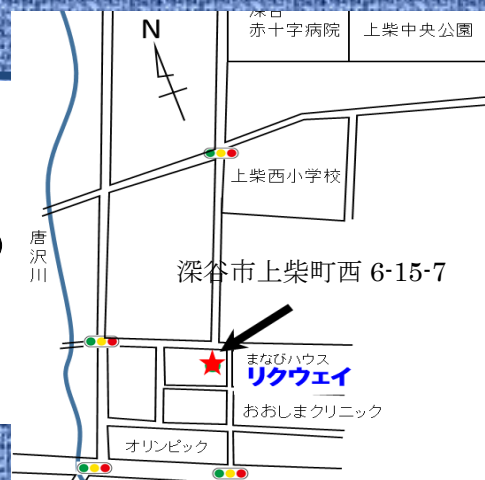 N
深谷
赤十字病院
上柴中央公園
上柴西小学校
唐沢川
深谷市上柴町西 6-15-7
まなびハウス
リクウェイ
おおしまクリニック
オリンピック